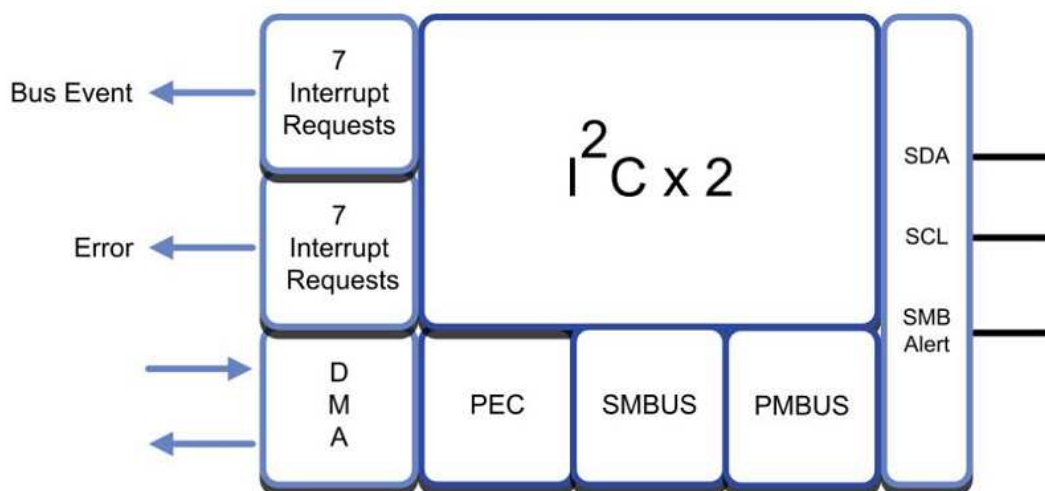 Bus Event
7
Interrupt
Requests
Error
7
Interrupt
Requests
D
M
A
I²C x 2
PEC
SMBUS
PMBUS
SDA
SCL
SMB
Alert